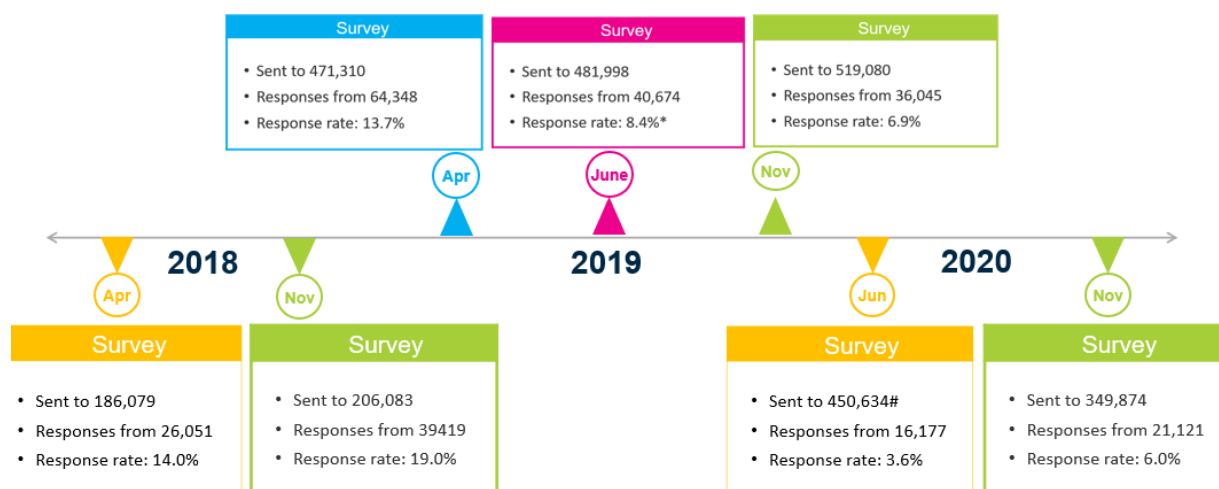 Survey
• Sent to 471,310
• Responses from 64,348
• Response rate: 13.7%
Survey
• Sent to 481,998
• Responses from 40,674
• Response rate: 8.4%*
Survey
• Sent to 519,080
• Responses from 36,045
• Response rate: 6.9%
Apr
June
Nov
2018
2019
2020
Apr
Nov
Jun
Nov
Survey
• Sent to 186,079
• Responses from 26,051
• Response rate: 14.0%
Survey
• Sent to 206,083
• Responses from 39419
• Response rate: 19.0%
Survey
• Sent to 450,634#
• Responses from 16,177
• Response rate: 3.6%
Survey
• Sent to 349,874
• Responses from 21,121
• Response rate: 6.0%